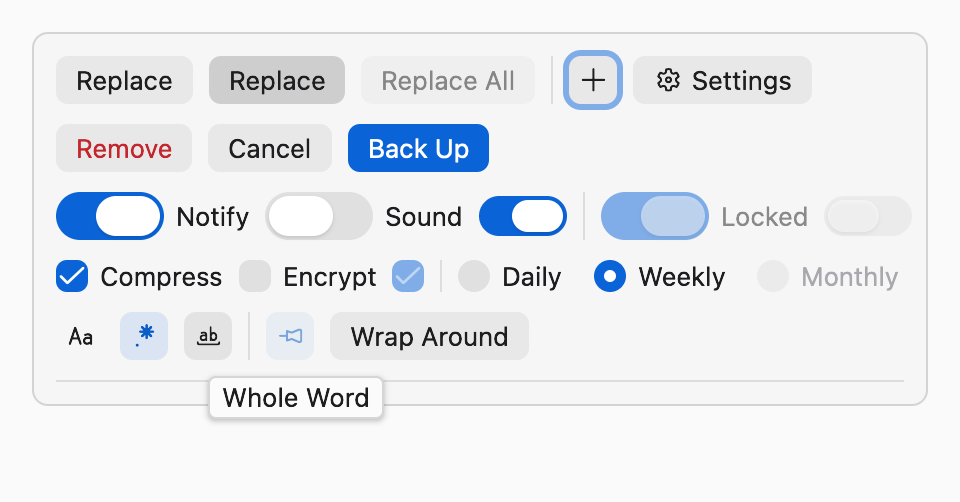 Replace Replace Replace All + Settings
Remove Cancel Back Up
Notify Sound Locked
Compress Encrypt Daily Weekly Monthly
Aa .* ab Wrap Around
Whole Word